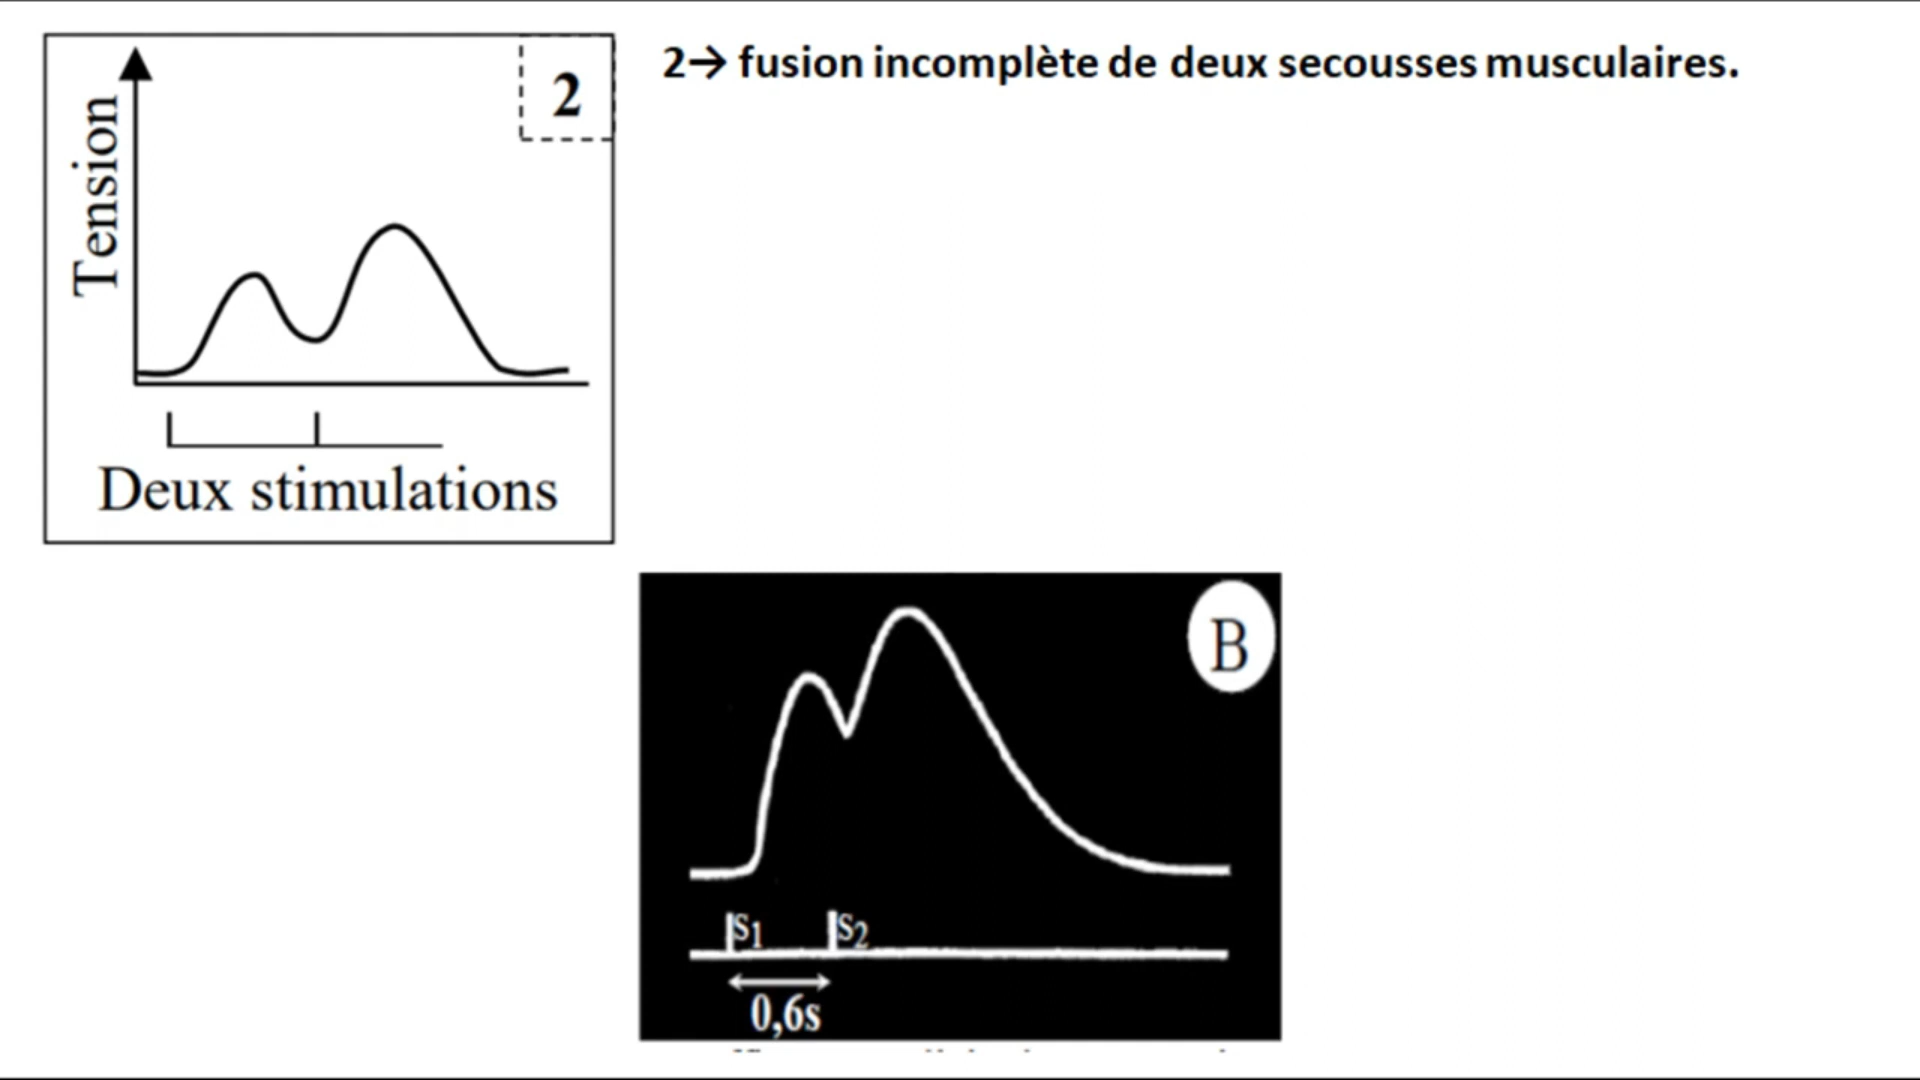 2
2→ fusion incomplète de deux secousses musculaires.
Tension
Deux stimulations
B
S1 S2
0,6s